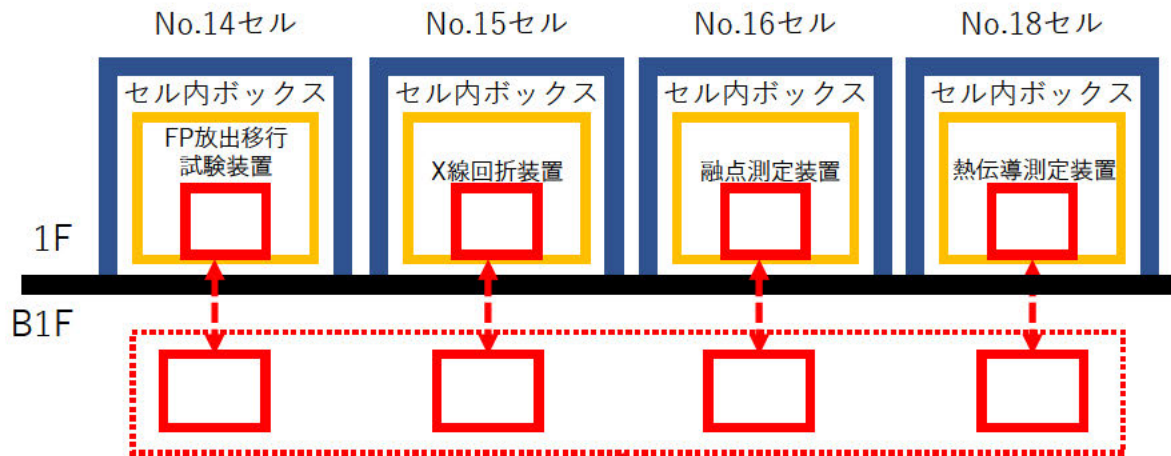 No.14セル
No.15セル
No.16セル
No.18セル
セル内ボックス
セル内ボックス
セル内ボックス
セル内ボックス
FP放出移行
試験装置
X線回折装置
融点測定装置
熱伝導測定装置
1F
B1F